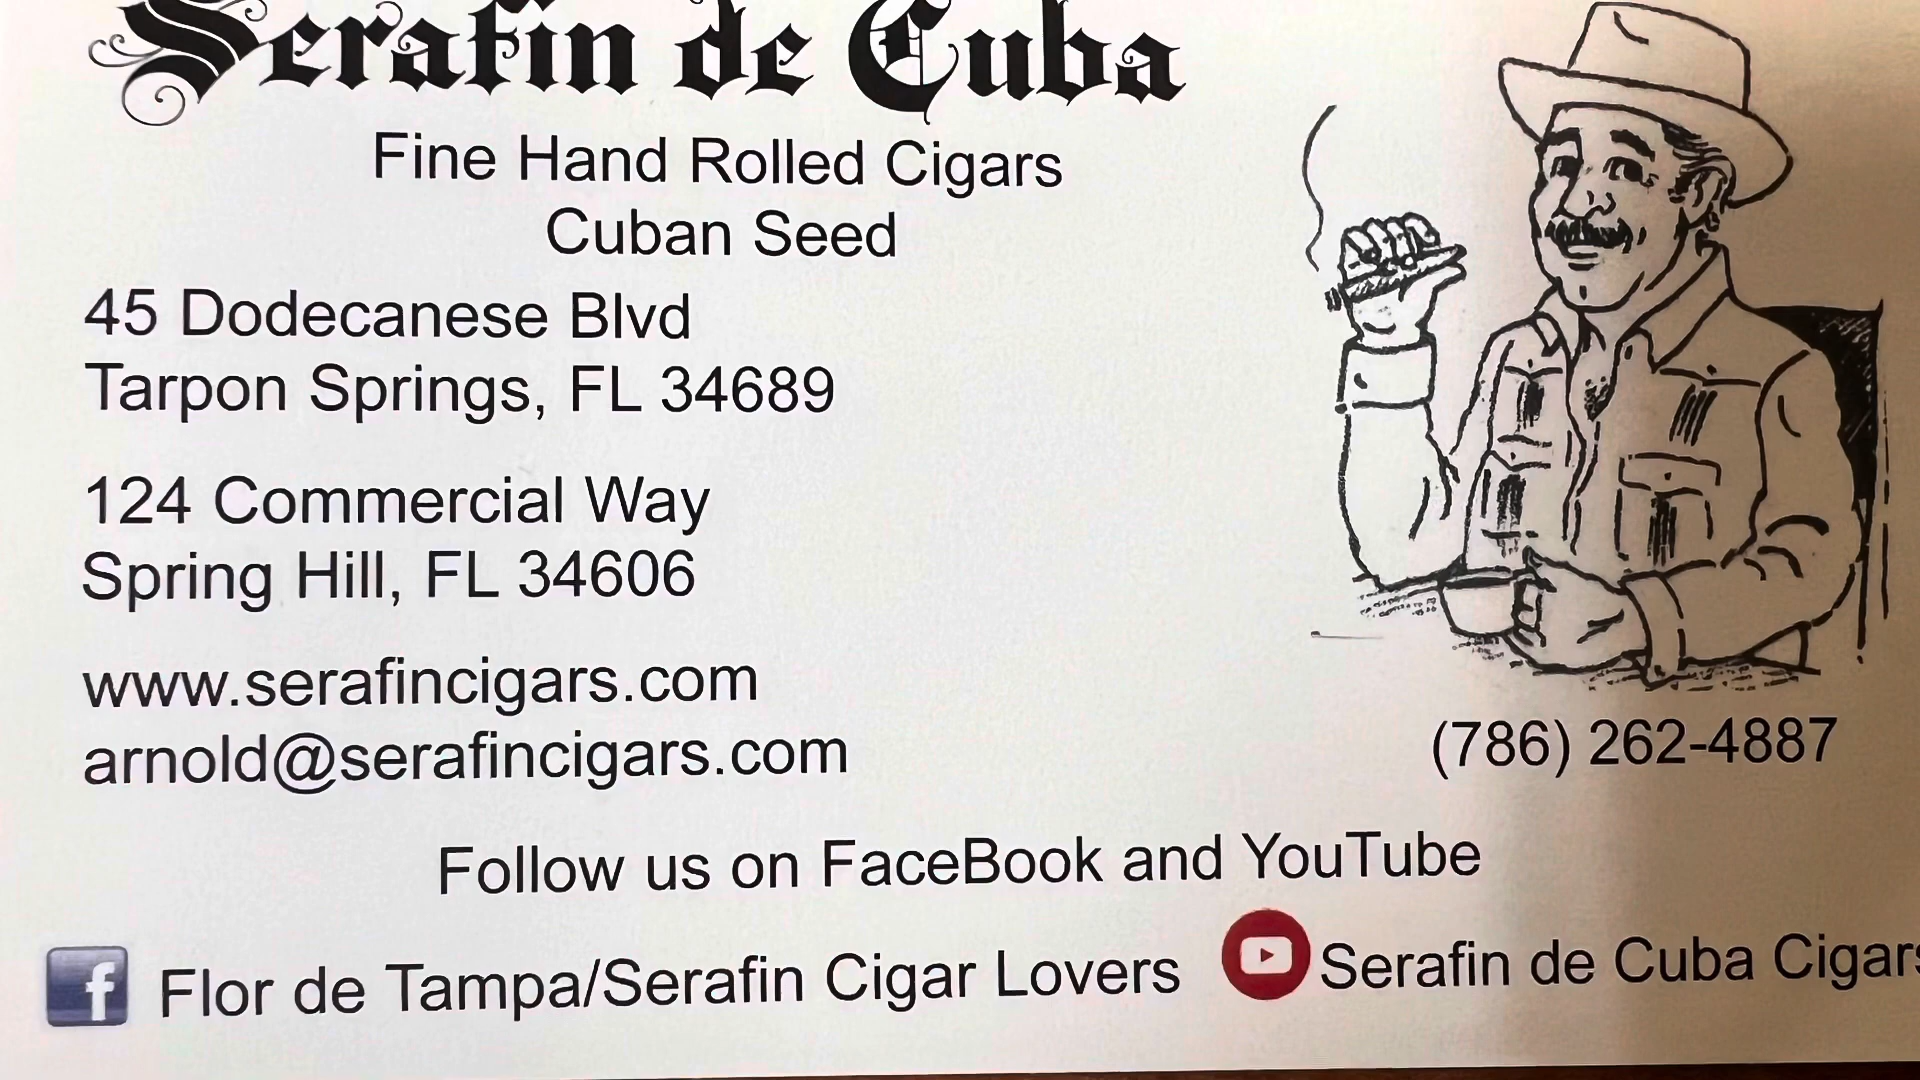 Serafin de Cuba
Fine Hand Rolled Cigars
Cuban Seed
45 Dodecanese Blvd
Tarpon Springs, FL 34689
124 Commercial Way
Spring Hill, FL 34606
www.serafincigars.com
arnold@serafincigars.com
(786) 262-4887
Follow us on FaceBook and YouTube
f Flor de Tampa/Serafin Cigar Lovers
Serafin de Cuba Cigars